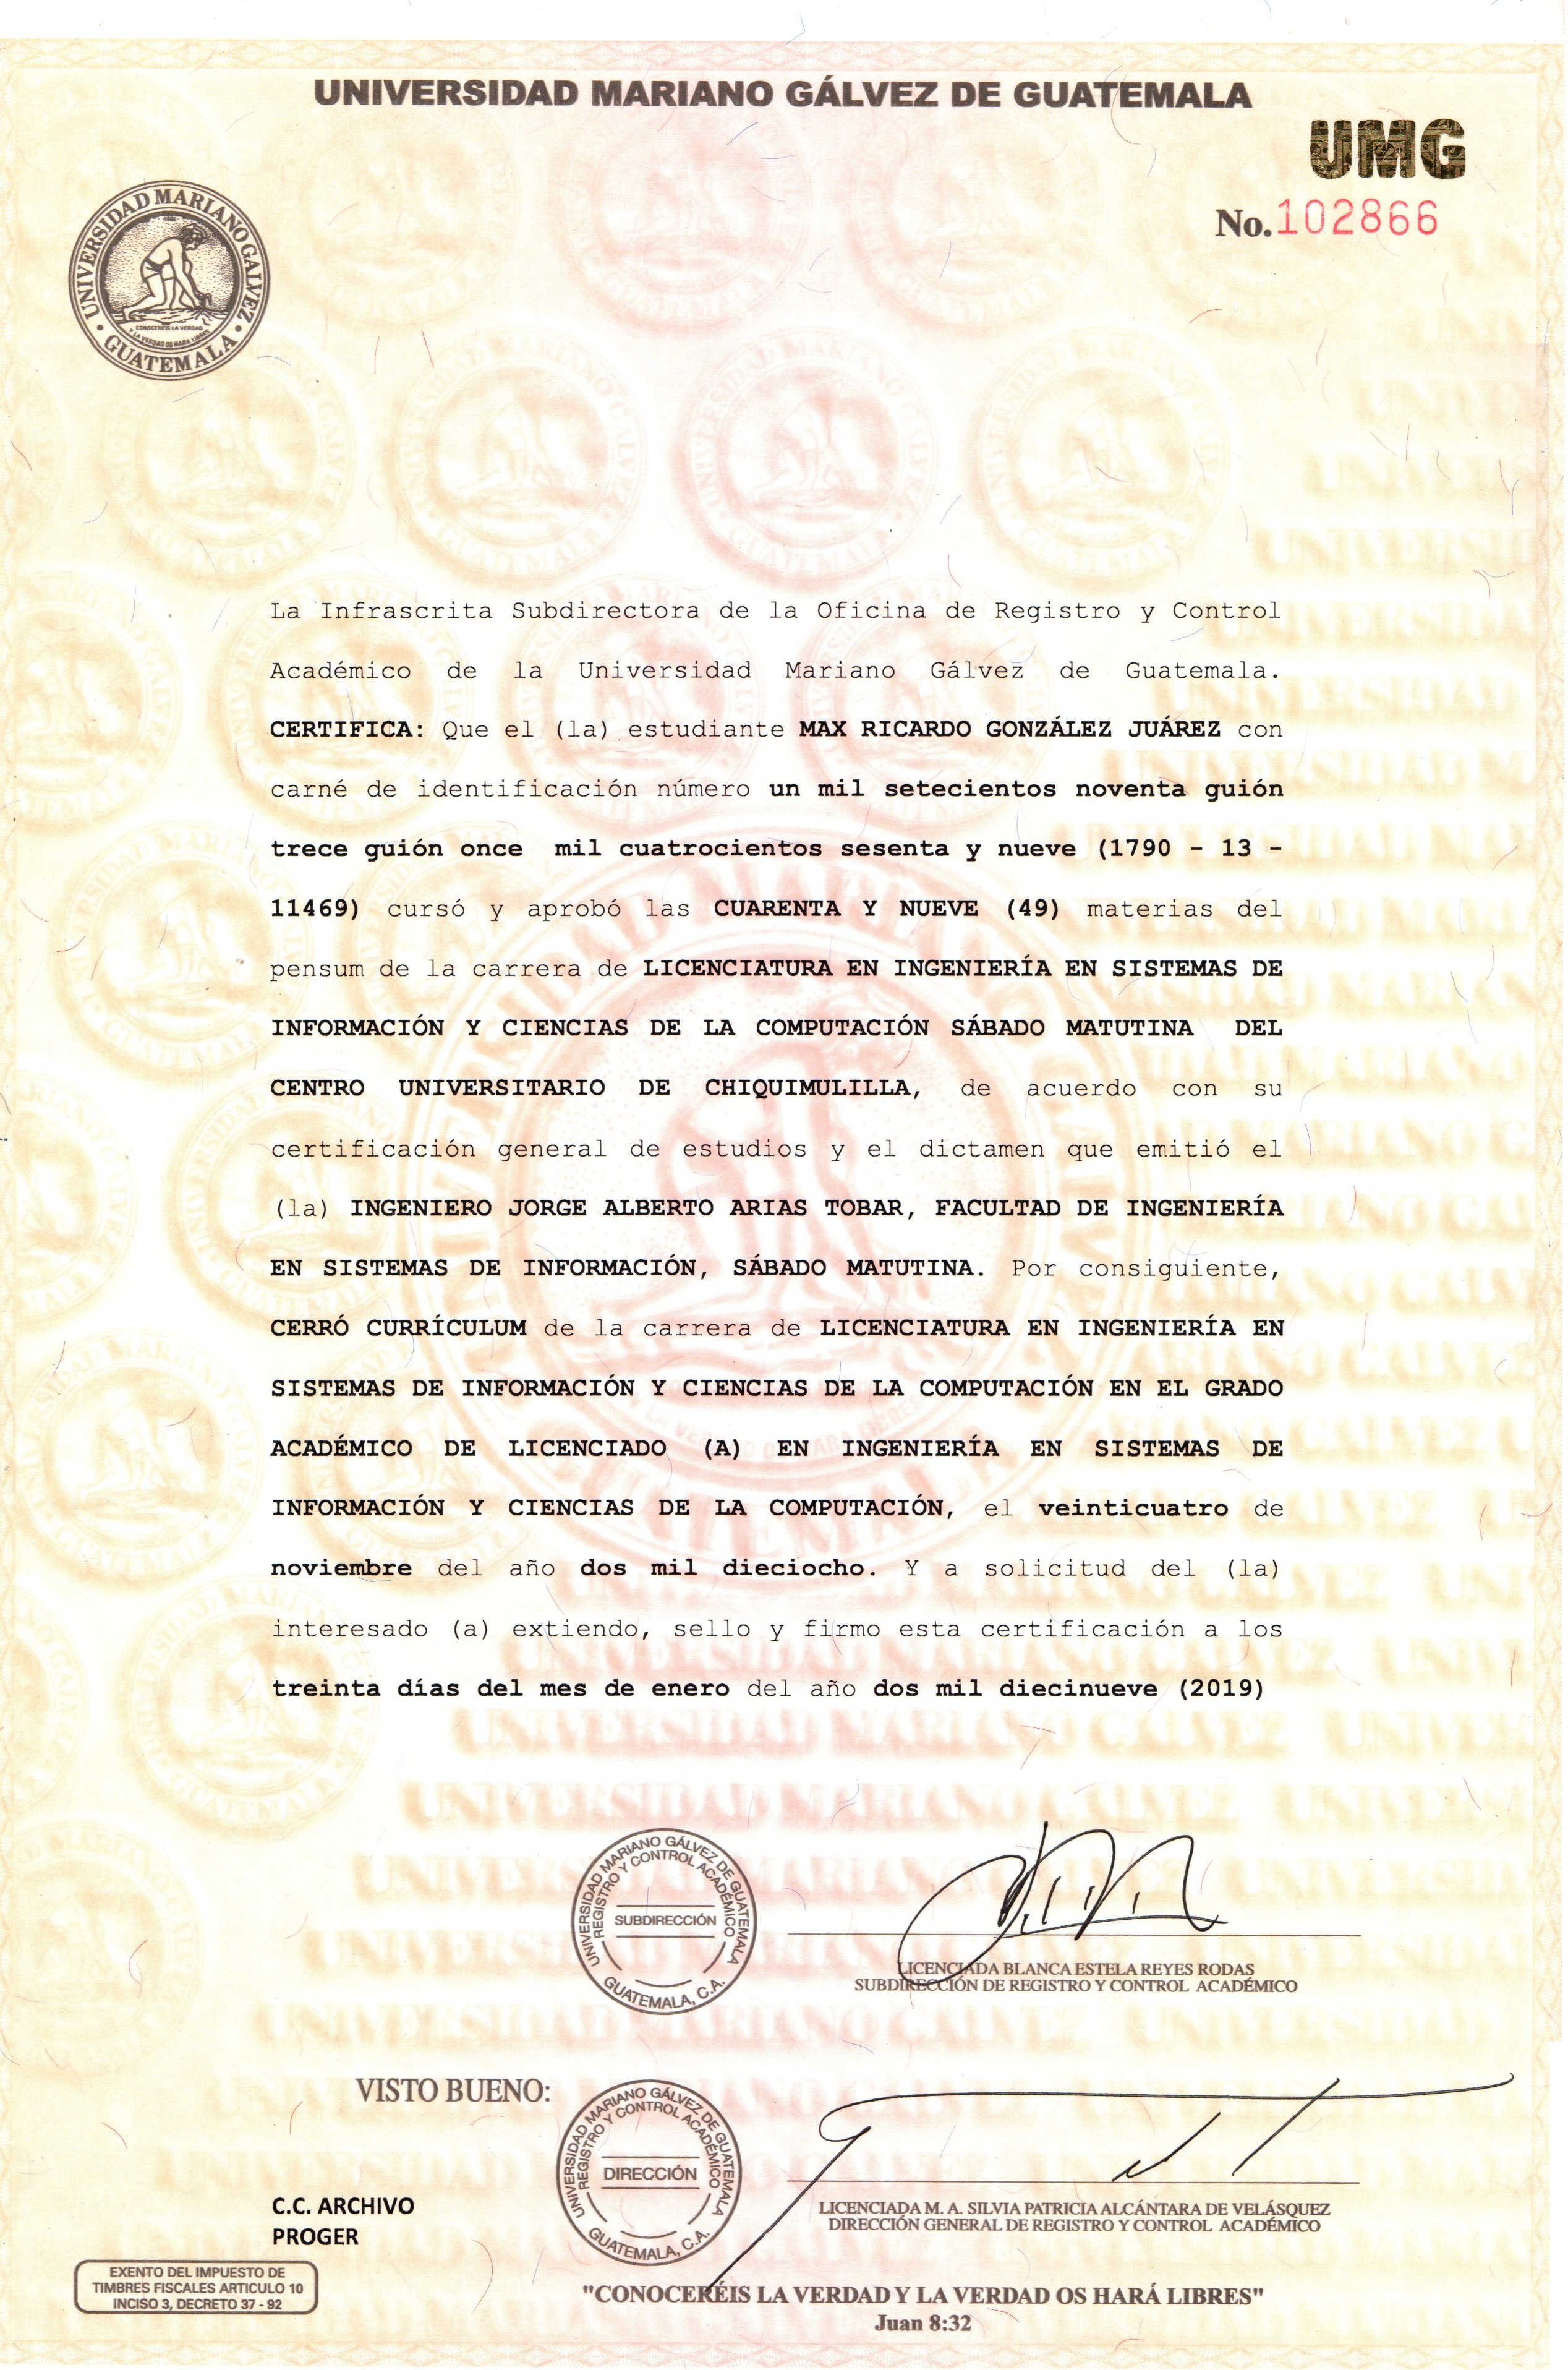 UNIVERSIDAD MARIANO GÁLVEZ DE GUATEMALA
UMG
No. 102866
UNIVERSIDAD MARIANO GALVEZ
CONOCEREIS LA VERDAD
Y LA VERDAD OS HARA LIBRES
GUATEMALA
La Infrascrita Subdirectora de la Oficina de Registro y Control
Académico de la Universidad Mariano Gálvez de Guatemala.
CERTIFICA: Que el (la) estudiante MAX RICARDO GONZÁLEZ JUÁREZ con
carné de identificación número un mil setecientos noventa guión
trece guión once mil cuatrocientos sesenta y nueve (1790 - 13 -
11469) cursó y aprobó las CUARENTA Y NUEVE (49) materias del
pensum de la carrera de LICENCIATURA EN INGENIERÍA EN SISTEMAS DE
INFORMACIÓN Y CIENCIAS DE LA COMPUTACIÓN SÁBADO MATUTINA DEL
CENTRO UNIVERSITARIO DE CHIQUIMULILLA, de acuerdo con su
certificación general de estudios y el dictamen que emitió el
(la) INGENIERO JORGE ALBERTO ARIAS TOBAR, FACULTAD DE INGENIERÍA
EN SISTEMAS DE INFORMACIÓN, SÁBADO MATUTINA. Por consiguiente,
CERRÓ CURRÍCULUM de la carrera de LICENCIATURA EN INGENIERÍA EN
SISTEMAS DE INFORMACIÓN Y CIENCIAS DE LA COMPUTACIÓN EN EL GRADO
ACADÉMICO DE LICENCIADO (A) EN INGENIERÍA EN SISTEMAS DE
INFORMACIÓN Y CIENCIAS DE LA COMPUTACIÓN, el veinticuatro de
noviembre del año dos mil dieciocho. Y a solicitud del (la)
interesado (a) extiendo, sello y firmo esta certificación a los
treinta días del mes de enero del año dos mil diecinueve (2019)
UNIVERSIDAD MARIANO GÁLVEZ DE GUATEMALA
REGISTRO Y CONTROL ACADÉMICO
SUBDIRECCIÓN
GUATEMALA, C.A.
LICENCIADA BLANCA ESTELA REYES RODAS
SUBDIRECCIÓN DE REGISTRO Y CONTROL ACADÉMICO
VISTO BUENO:
UNIVERSIDAD MARIANO GÁLVEZ DE GUATEMALA
REGISTRO Y CONTROL ACADÉMICO
DIRECCIÓN
GUATEMALA, C.A.
LICENCIADA M. A. SILVIA PATRICIA ALCÁNTARA DE VELÁSQUEZ
DIRECCIÓN GENERAL DE REGISTRO Y CONTROL ACADÉMICO
C.C. ARCHIVO
PROGER
EXENTO DEL IMPUESTO DE
TIMBRES FISCALES ARTICULO 10
INCISO 3, DECRETO 37 - 92
"CONOCERÉIS LA VERDAD Y LA VERDAD OS HARÁ LIBRES"
Juan 8:32